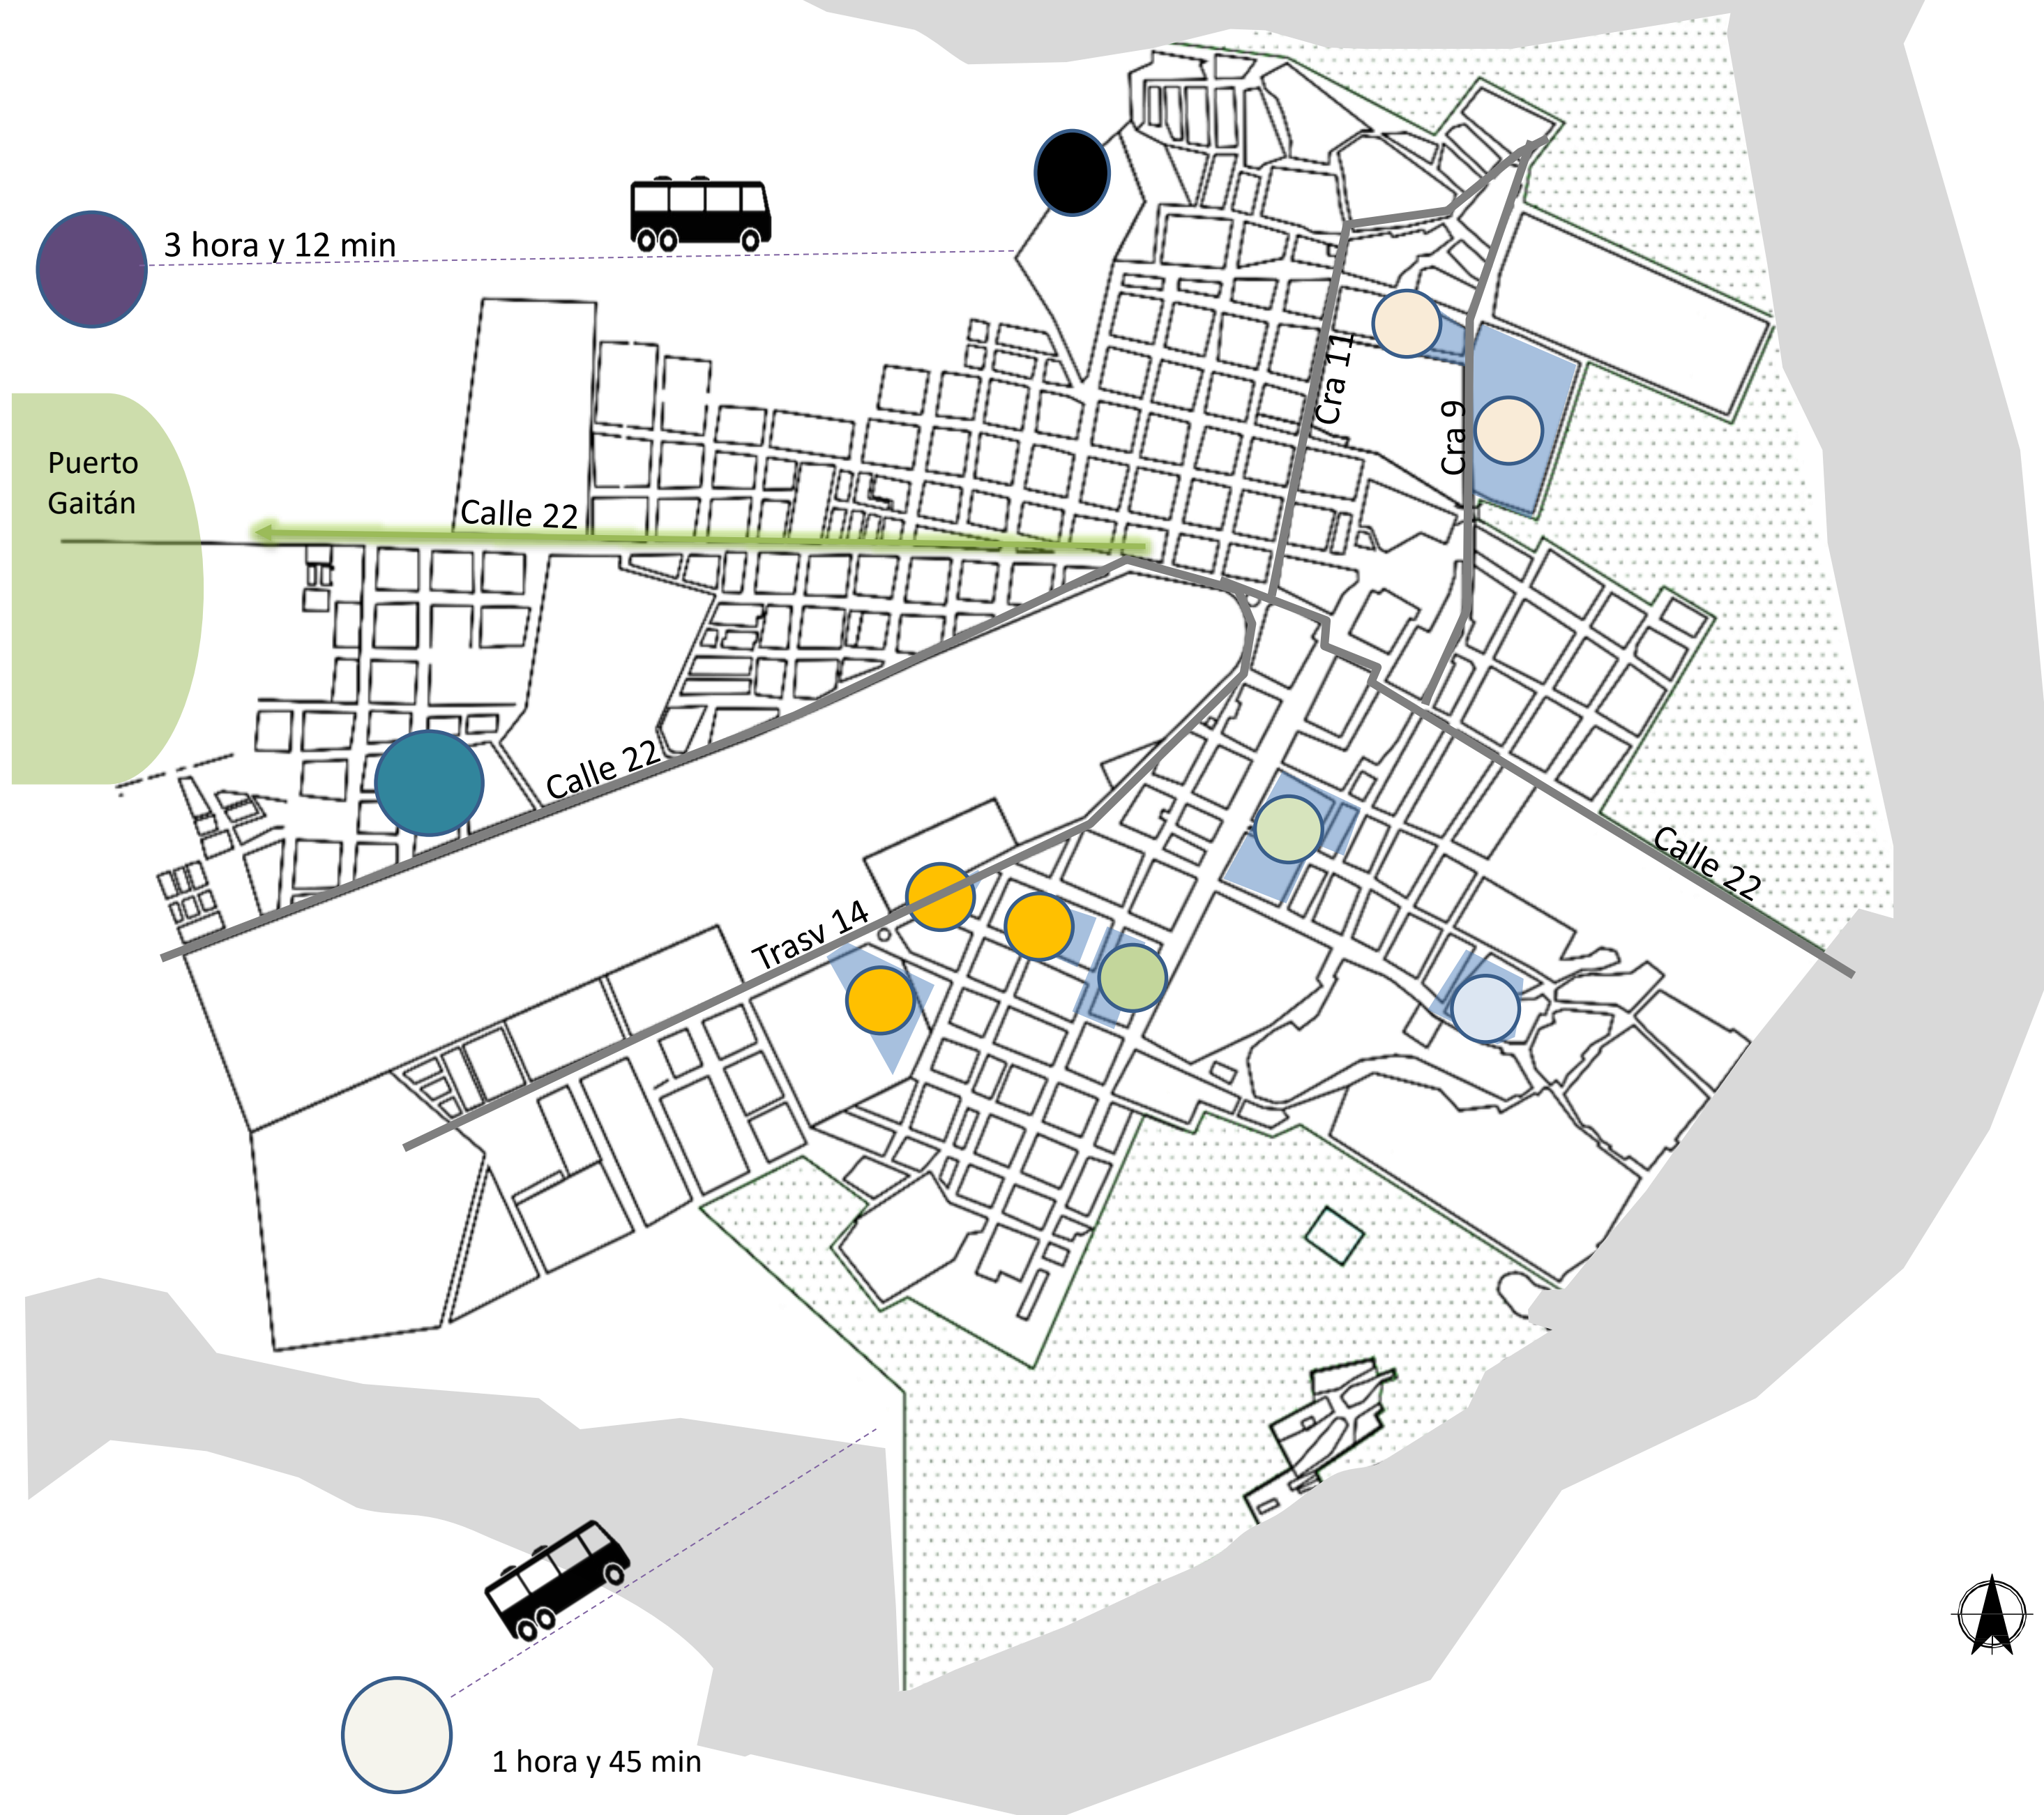 3 hora y 12 min
Cra 11
Cra 9
Puerto
Gaitán
Calle 22
Calle 22
Calle 22
Trasv 14
1 hora y 45 min